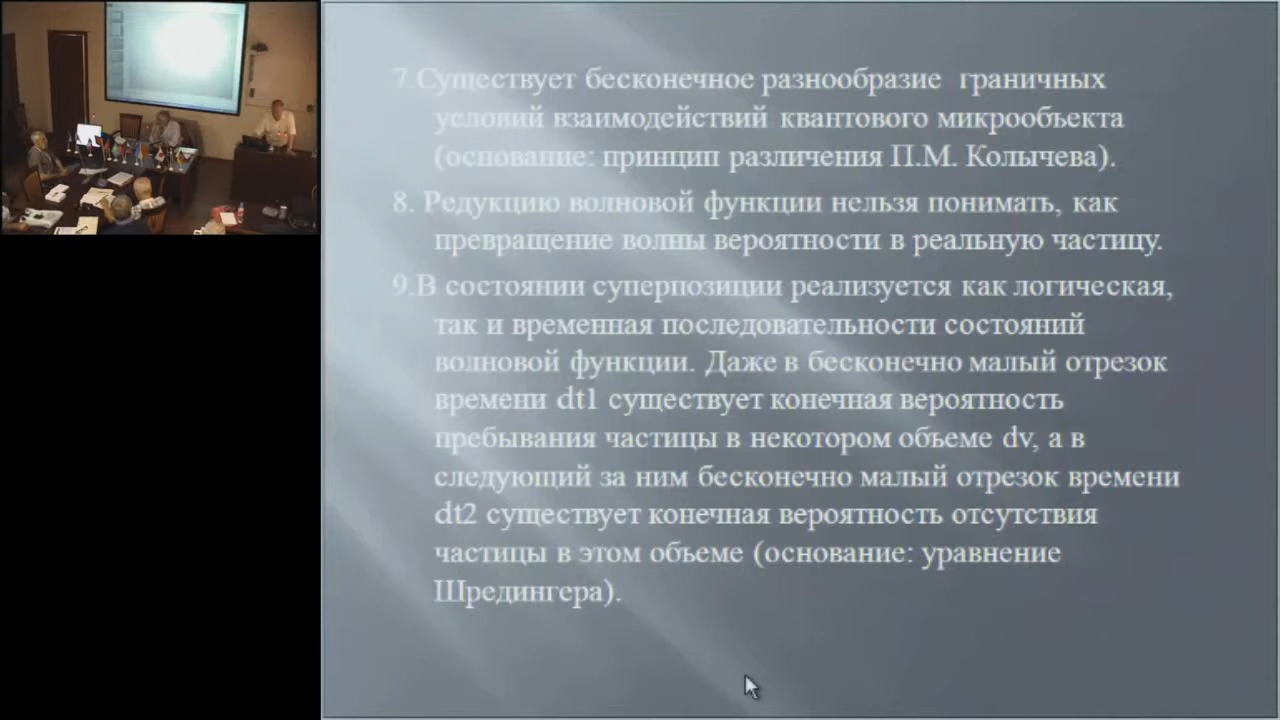 7.Существует бесконечное разнообразие граничных
условий взаимодействий квантового микрообъекта
(основание: принцип различения П.М. Колычева).
8. Редукцию волновой функции нельзя понимать, как
превращение волны вероятности в реальную частицу.
9.В состоянии суперпозиции реализуется как логическая,
так и временная последовательности состояний
волновой функции. Даже в бесконечно малый отрезок
времени dt1 существует конечная вероятность
пребывания частицы в некотором объеме dv, а в
следующий за ним бесконечно малый отрезок времени
dt2 существует конечная вероятность отсутствия
частицы в этом объеме (основание: уравнение
Шредингера).